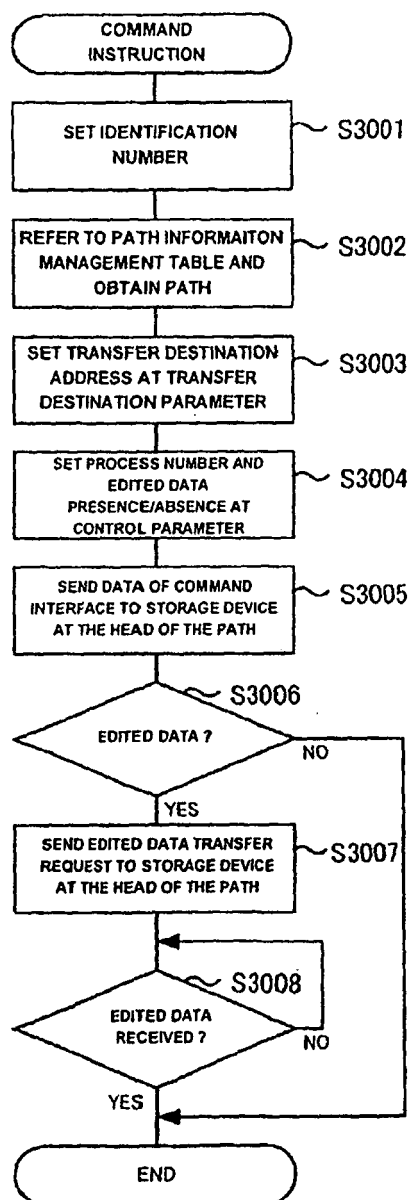 COMMAND
INSTRUCTION
SET IDENTIFICATION
NUMBER
S3001
REFER TO PATH INFORMAITON
MANAGEMENT TABLE AND
OBTAIN PATH
S3002
SET TRANSFER DESTINATION
ADDRESS AT TRANSFER
DESTINATION PARAMETER
S3003
SET PROCESS NUMBER AND
EDITED DATA
PRESENCE/ABSENCE AT
CONTROL PARAMETER
S3004
SEND DATA OF COMMAND
INTERFACE TO STORAGE DEVICE
AT THE HEAD OF THE PATH
S3005
S3006
EDITED DATA ?
NO
YES
SEND EDITED DATA TRANSFER
REQUEST TO STORAGE DEVICE
AT THE HEAD OF THE PATH
S3007
S3008
EDITED DATA
RECEIVED ?
NO
YES
END